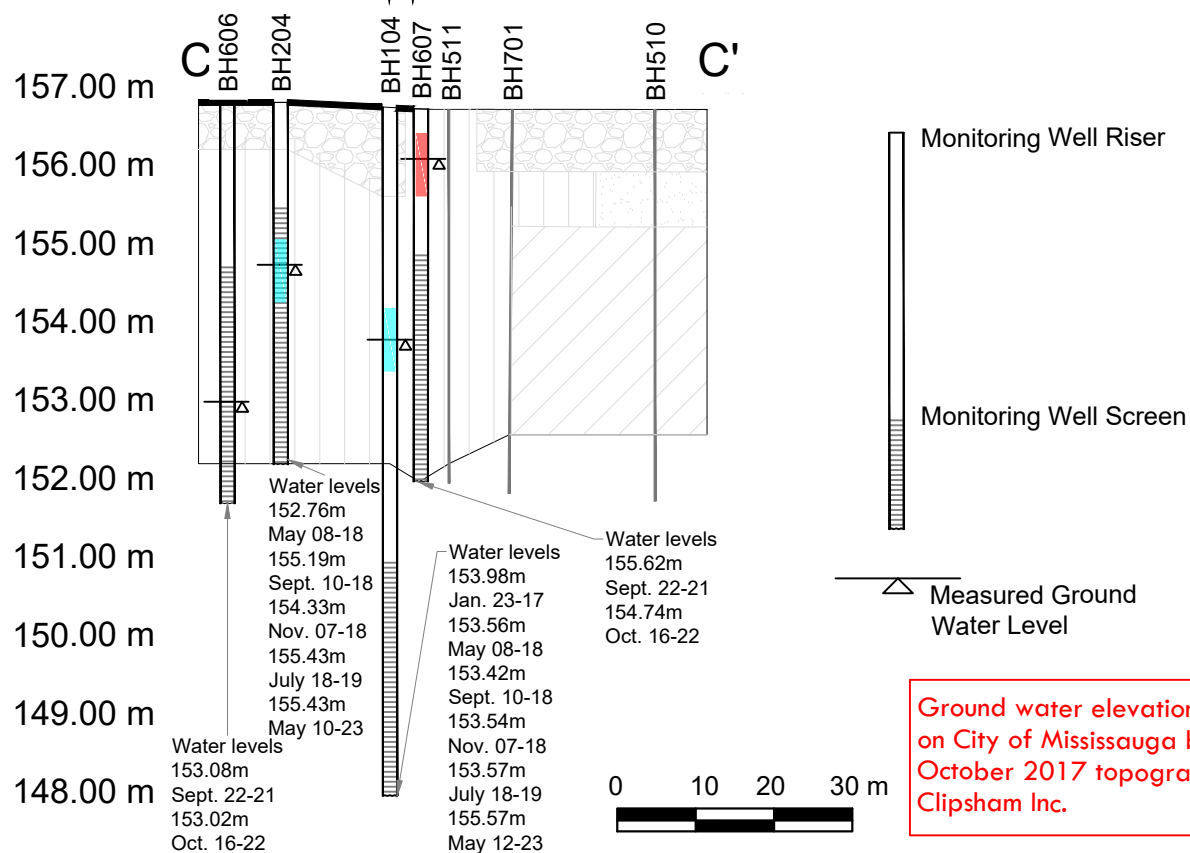 C
BH606
BH204
BH104
BH607
BH511
BH701
BH510
C'
157.00 m
156.00 m
155.00 m
154.00 m
153.00 m
152.00 m
151.00 m
150.00 m
149.00 m
148.00 m
Monitoring Well Riser
Monitoring Well Screen
Measured Ground
Water Level
Water levels
153.08m
Sept. 22-21
153.02m
Oct. 16-22
Water levels
152.76m
May 08-18
155.19m
Sept. 10-18
154.33m
Nov. 07-18
155.43m
July 18-19
155.43m
May 10-23
Water levels
153.98m
Jan. 23-17
153.56m
May 08-18
153.42m
Sept. 10-18
153.54m
Nov. 07-18
153.57m
July 18-19
155.57m
May 12-23
Water levels
155.62m
Sept. 22-21
154.74m
Oct. 16-22
0 10 20 30 m
Ground water elevation
on City of Mississauga b
October 2017 topogra
Clipsham Inc.